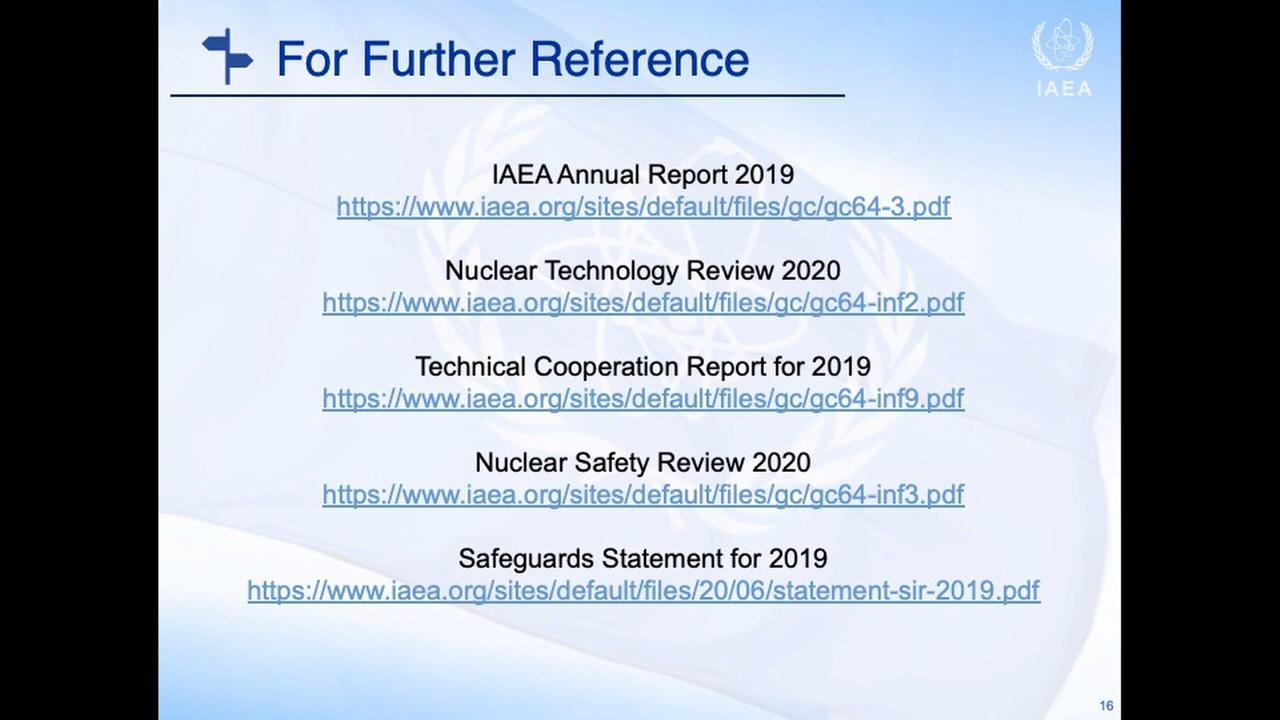 For Further Reference
IAEA
IAEA Annual Report 2019
https://www.iaea.org/sites/default/files/gc/gc64-3.pdf
Nuclear Technology Review 2020
https://www.iaea.org/sites/default/files/gc/gc64-inf2.pdf
Technical Cooperation Report for 2019
https://www.iaea.org/sites/default/files/gc/gc64-inf9.pdf
Nuclear Safety Review 2020
https://www.iaea.org/sites/default/files/gc/gc64-inf3.pdf
Safeguards Statement for 2019
https://www.iaea.org/sites/default/files/20/06/statement-sir-2019.pdf
16